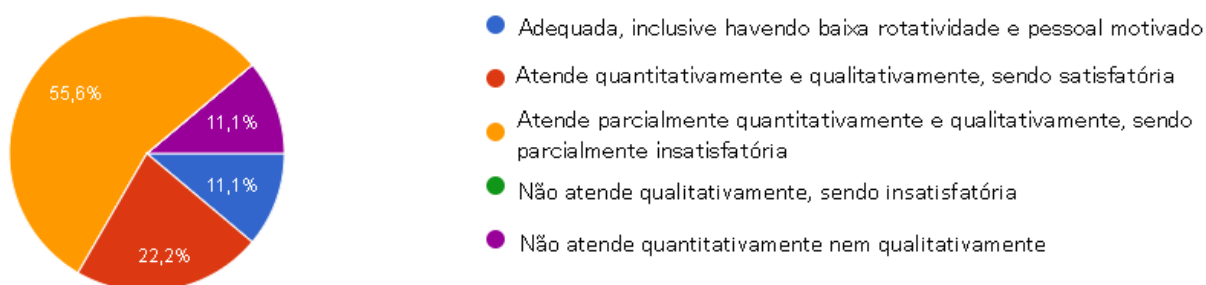 Adequada, inclusive havendo baixa rotatividade e pessoal motivado
Atende quantitativamente e qualitativamente, sendo satisfatória
55,6%
Atende parcialmente quantitativamente e qualitativamente, sendo
parcialmente insatisfatória
11,1%
11,1%
Não atende qualitativamente, sendo insatisfatória
Não atende quantitativamente nem qualitativamente
22,2%